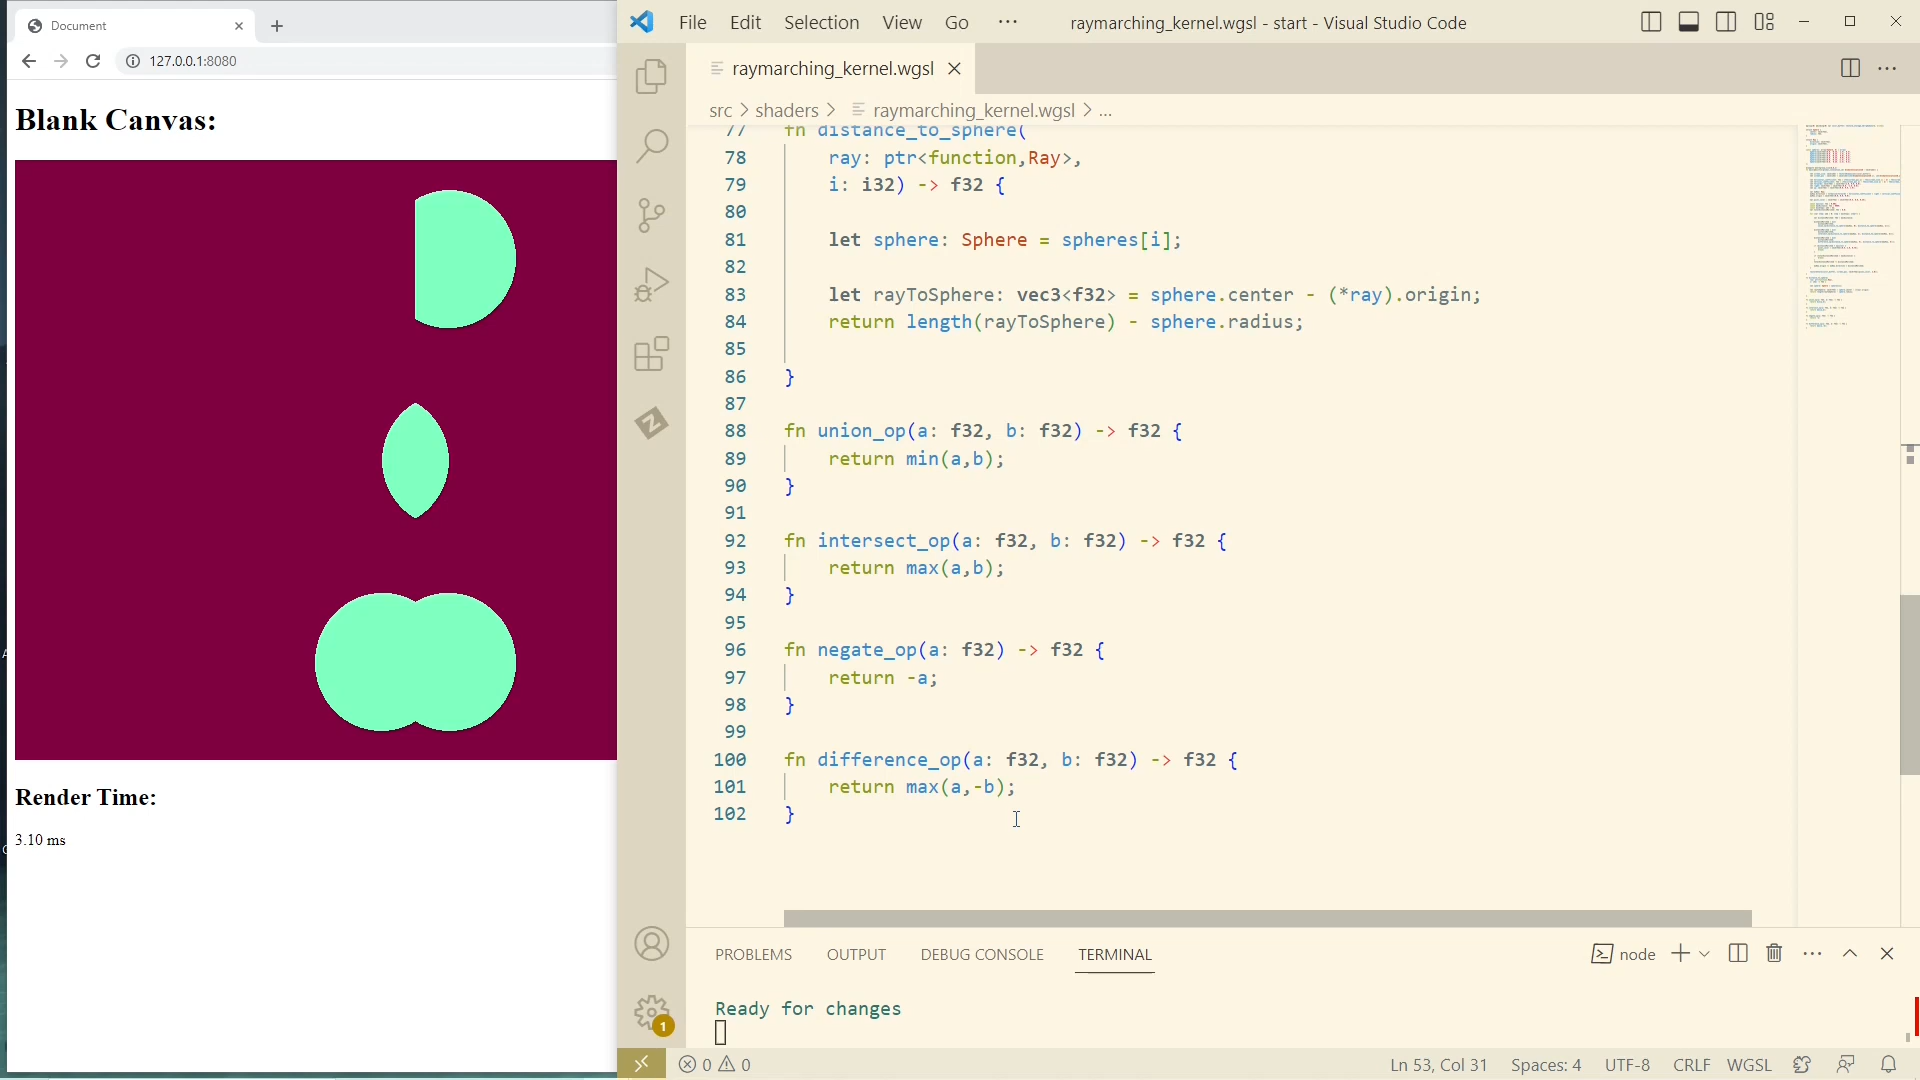 Document
127.0.0.1:8080
Blank Canvas:
Render Time:
3.10 ms
File Edit Selection View Go ···
raymarching_kernel.wgsl - start - Visual Studio Code
raymarching_kernel.wgsl
src > shaders > raymarching_kernel.wgsl > ...
77 fn distance_to_sphere(
78 ray: ptr<function,Ray>,
79 i: i32) -> f32 {
80
81 let sphere: Sphere = spheres[i];
82
83 let rayToSphere: vec3<f32> = sphere.center - (*ray).origin;
84 return length(rayToSphere) - sphere.radius;
85
86 }
87
88 fn union_op(a: f32, b: f32) -> f32 {
89 return min(a,b);
90 }
91
92 fn intersect_op(a: f32, b: f32) -> f32 {
93 return max(a,b);
94 }
95
96 fn negate_op(a: f32) -> f32 {
97 return -a;
98 }
99
100 fn difference_op(a: f32, b: f32) -> f32 {
101 return max(a,-b);
102 }
PROBLEMS OUTPUT DEBUG CONSOLE TERMINAL
node
Ready for changes
1
0 0
Ln 53, Col 31 Spaces: 4 UTF-8 CRLF WGSL